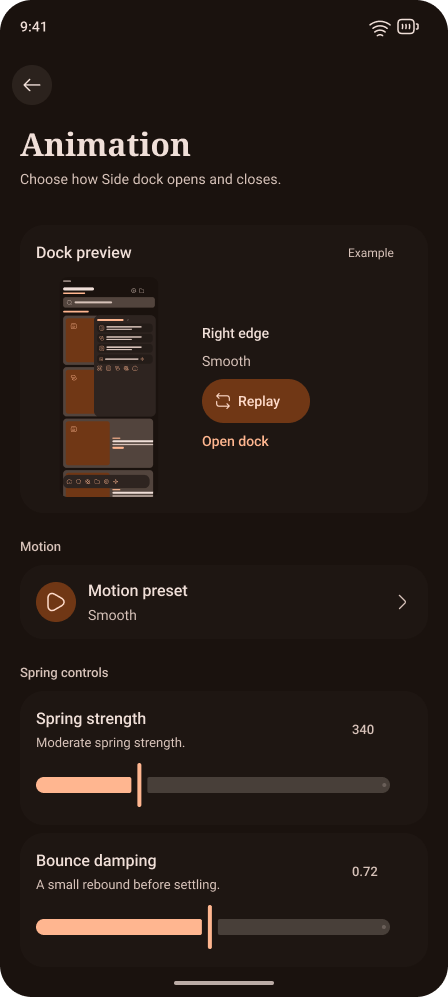 9:41
Animation
Choose how Side dock opens and closes.
Dock preview
Example
Right edge
Smooth
Replay
Open dock
Motion
Motion preset
Smooth
Spring controls
Spring strength
340
Moderate spring strength.
Bounce damping
0.72
A small rebound before settling.